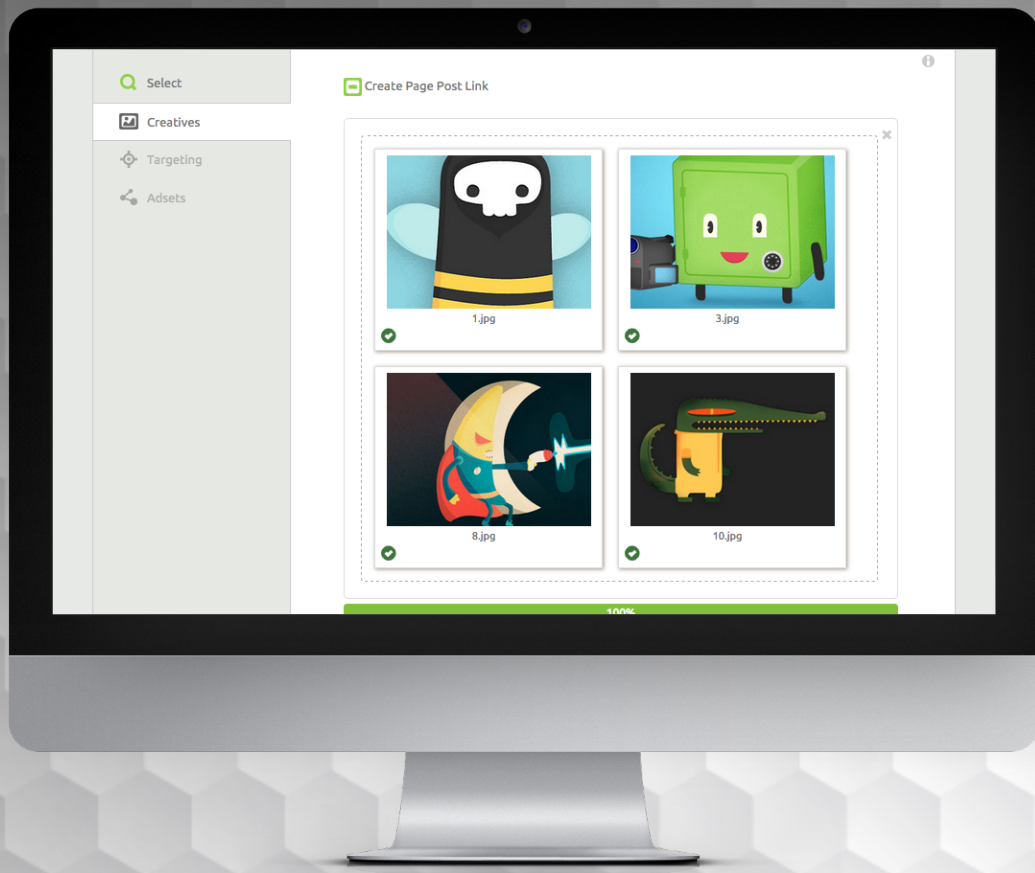 Select
Creatives
Targeting
Adsets
Create Page Post Link
1.jpg
3.jpg
8.jpg
10.jpg
100%